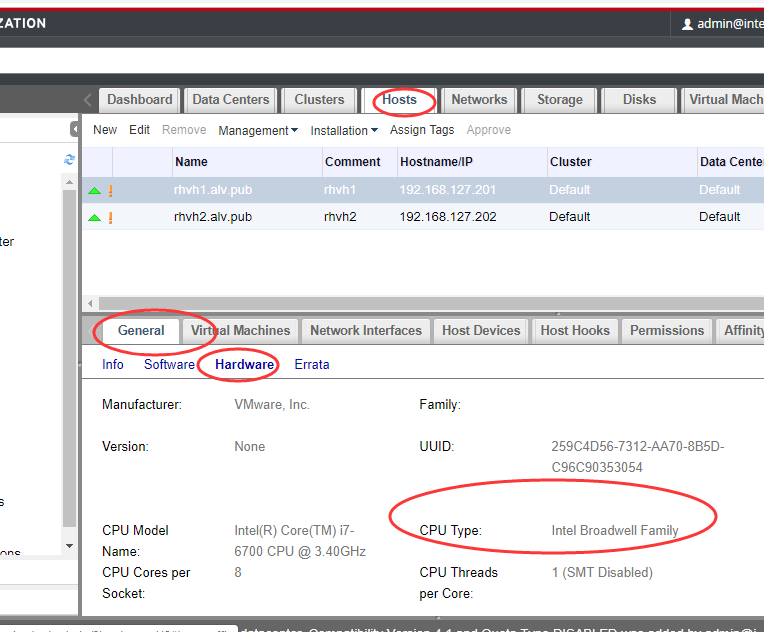 ZATION
admin@inte
Dashboard Data Centers Clusters Hosts Networks Storage Disks Virtual Mach
New Edit Remove Management Installation Assign Tags Approve
Name Comment Hostname/IP Cluster Data Cente
rhvh1.alv.pub rhvh1 192.168.127.201 Default Default
rhvh2.alv.pub rhvh2 192.168.127.202 Default Default
ter
General Virtual Machines Network Interfaces Host Devices Host Hooks Permissions Affinity
Info Software Hardware Errata
Manufacturer: VMware, Inc. Family:
Version: None UUID: 259C4D56-7312-AA70-8B5D-
C96C90353054
s
CPU Model Intel(R) Core(TM) i7- CPU Type: Intel Broadwell Family
Name: 6700 CPU @ 3.40GHz
ons
CPU Cores per 8 CPU Threads 1 (SMT Disabled)
Socket: per Core:
datacenter, Compatibility Version 4.1 and Quota Type DISABLED was added by admin@i